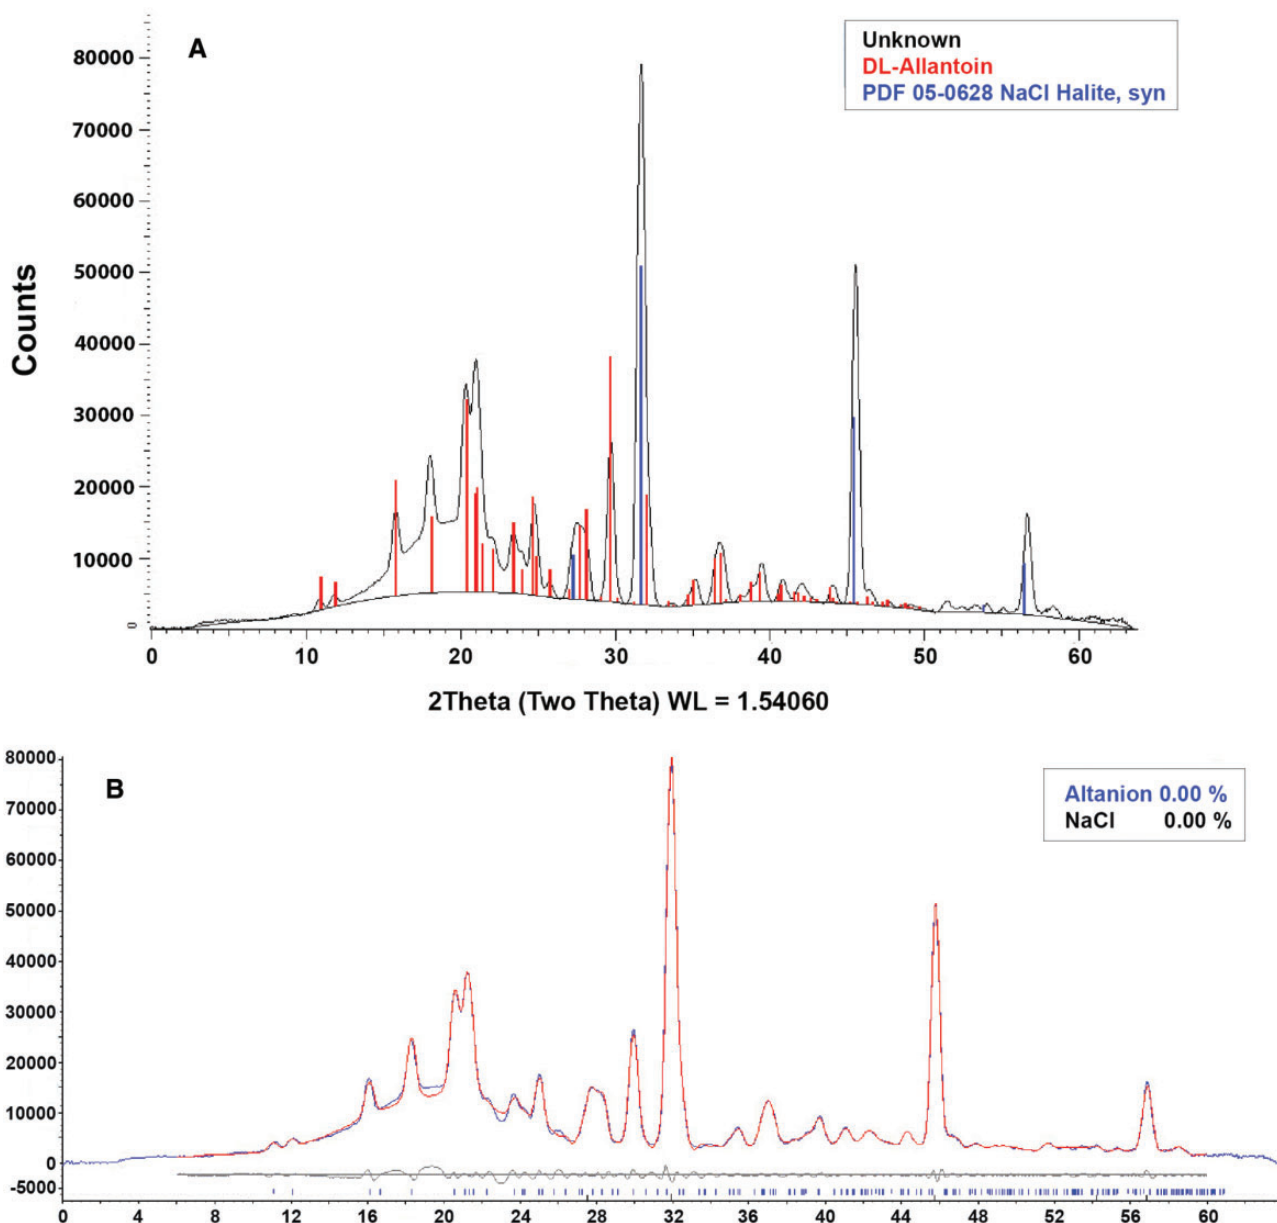 A
Unknown
DL-Allantoin
PDF 05-0628 NaCl Halite, syn
80000
70000
60000
50000
40000
30000
20000
10000
0
Counts
0 10 20 30 40 50 60
2Theta (Two Theta) WL = 1.54060
B
Altanion 0.00 %
NaCl 0.00 %
80000
70000
60000
50000
40000
30000
20000
10000
0
-5000
0 4 8 12 16 20 24 28 32 36 40 44 48 52 56 60